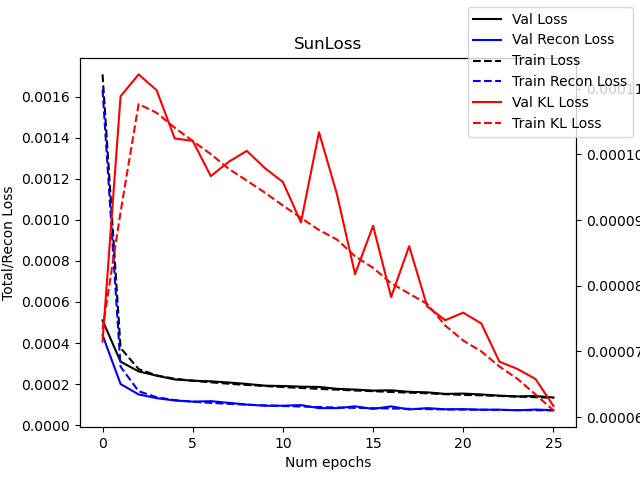 SunLoss
Val Loss
Val Recon Loss
Train Loss
Train Recon Loss
Val KL Loss
Train KL Loss
Total/Recon Loss
0.0016
0.0014
0.0012
0.0010
0.0008
0.0006
0.0004
0.0002
0.0000
0.00011
0.00010
0.00009
0.00008
0.00007
0.00006
0
5
10
15
20
25
Num epochs